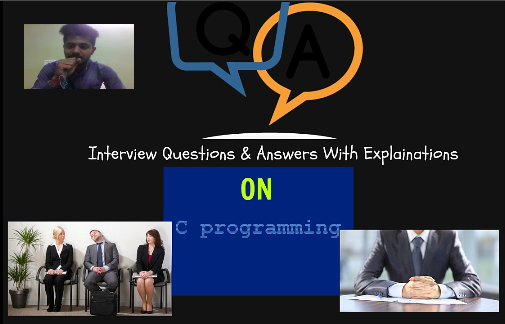 Q A
Interview Questions & Answers With Explainations
ON
C programming